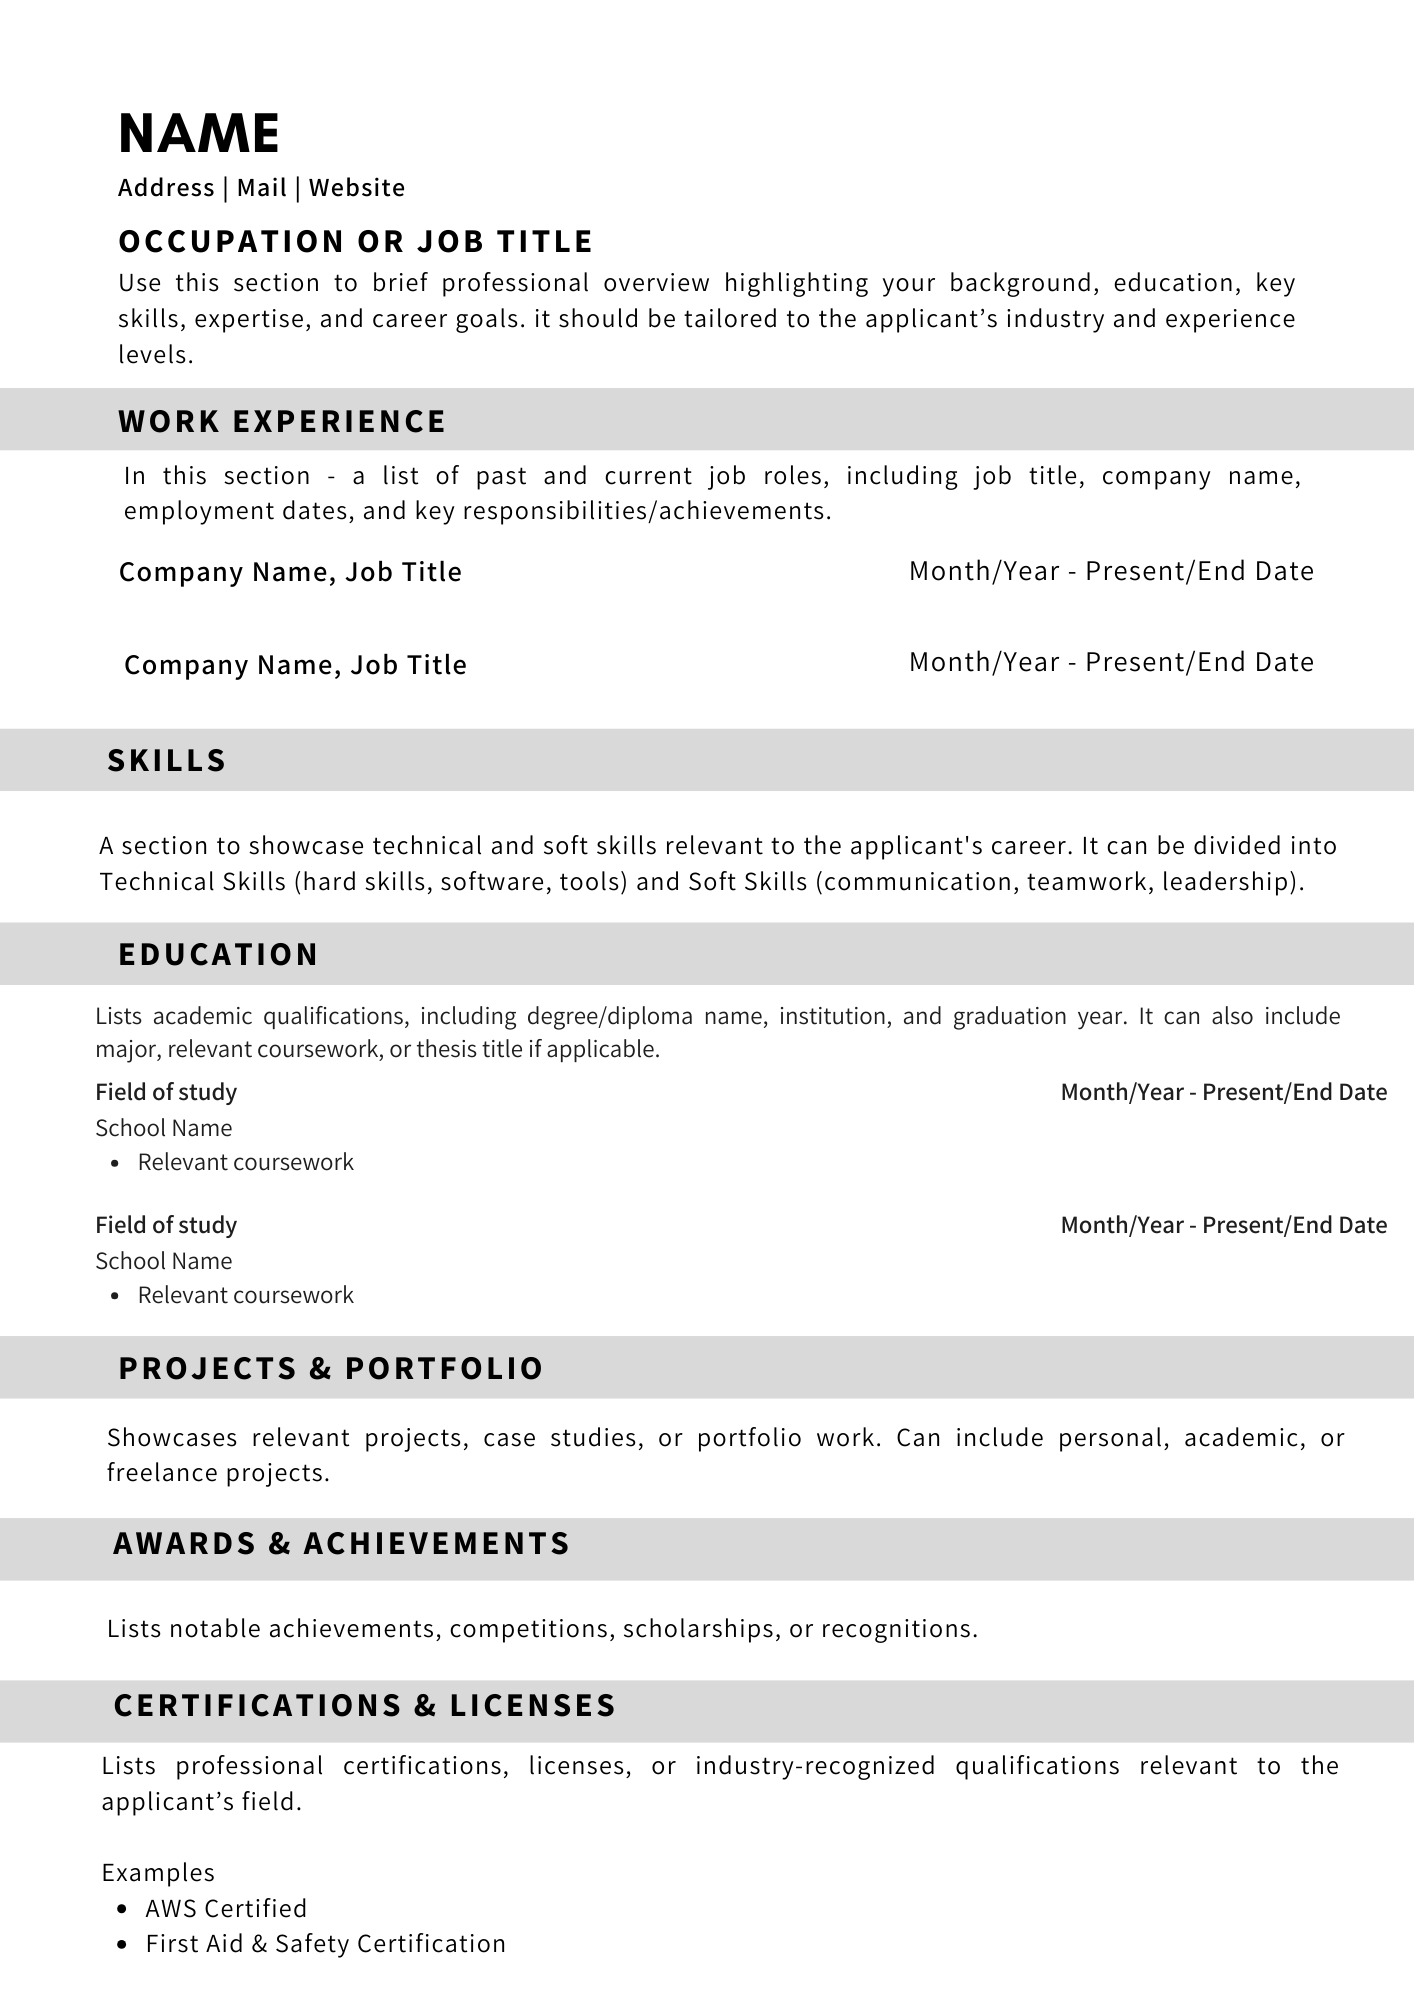 NAME
Address | Mail | Website
OCCUPATION OR JOB TITLE
Use this section to brief professional overview highlighting your background, education, key
skills, expertise, and career goals. it should be tailored to the applicant’s industry and experience
levels.
WORK EXPERIENCE
In this section - a list of past and current job roles, including job title, company name,
employment dates, and key responsibilities/achievements.
Company Name, Job Title Month/Year - Present/End Date
Company Name, Job Title Month/Year - Present/End Date
SKILLS
A section to showcase technical and soft skills relevant to the applicant's career. It can be divided into
Technical Skills (hard skills, software, tools) and Soft Skills (communication, teamwork, leadership).
EDUCATION
Lists academic qualifications, including degree/diploma name, institution, and graduation year. It can also include
major, relevant coursework, or thesis title if applicable.
Field of study Month/Year - Present/End Date
School Name
• Relevant coursework
Field of study Month/Year - Present/End Date
School Name
• Relevant coursework
PROJECTS & PORTFOLIO
Showcases relevant projects, case studies, or portfolio work. Can include personal, academic, or
freelance projects.
AWARDS & ACHIEVEMENTS
Lists notable achievements, competitions, scholarships, or recognitions.
CERTIFICATIONS & LICENSES
Lists professional certifications, licenses, or industry-recognized qualifications relevant to the
applicant’s field.
Examples
• AWS Certified
• First Aid & Safety Certification